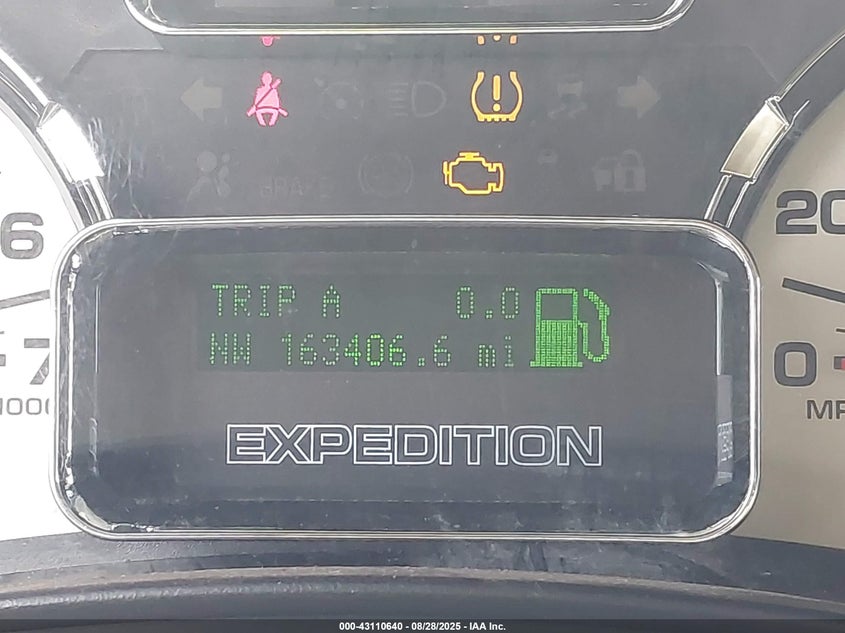 BRAKE
6
20
TRIP A 0.0
NW 163406.6 mi
7
0
EXPEDITION
000-43110640 - 08/28/2025 - IAA Inc.